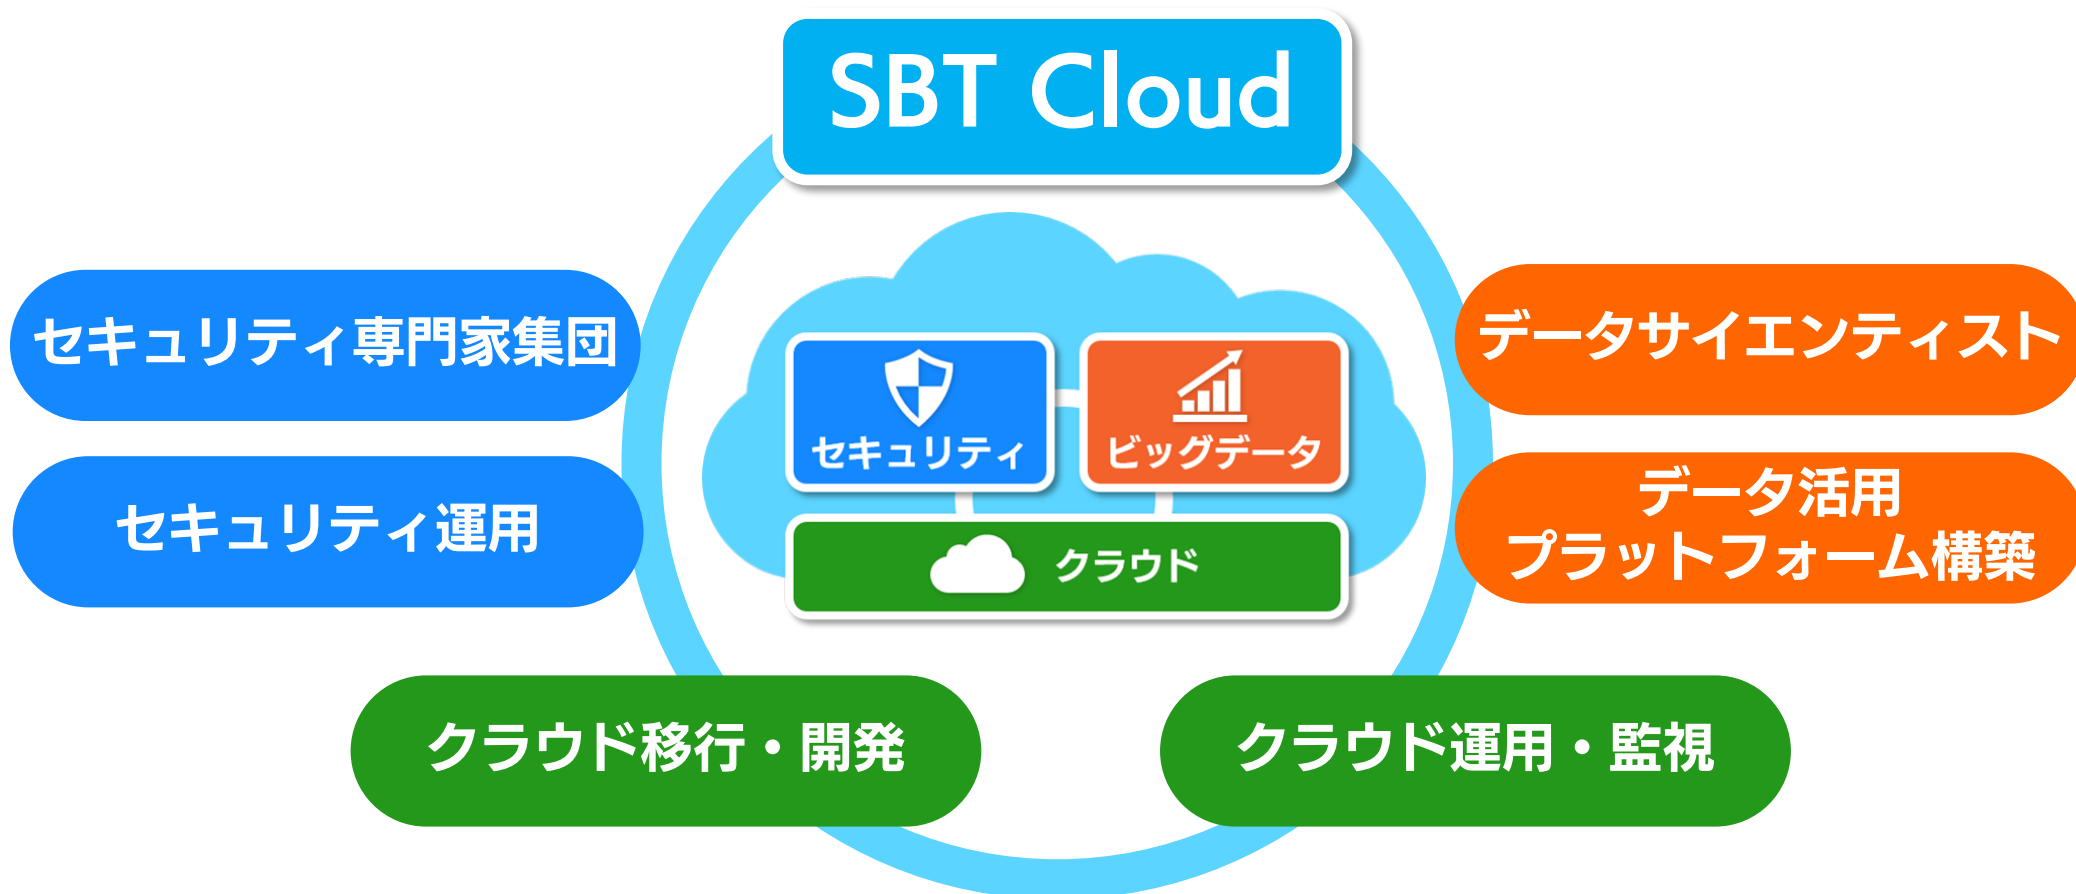 SBT Cloud
セキュリティ専門家集団
セキュリティ運用
セキュリティ
ビッグデータ
クラウド
データサイエンティスト
データ活用
プラットフォーム構築
クラウド移行・開発
クラウド運用・監視